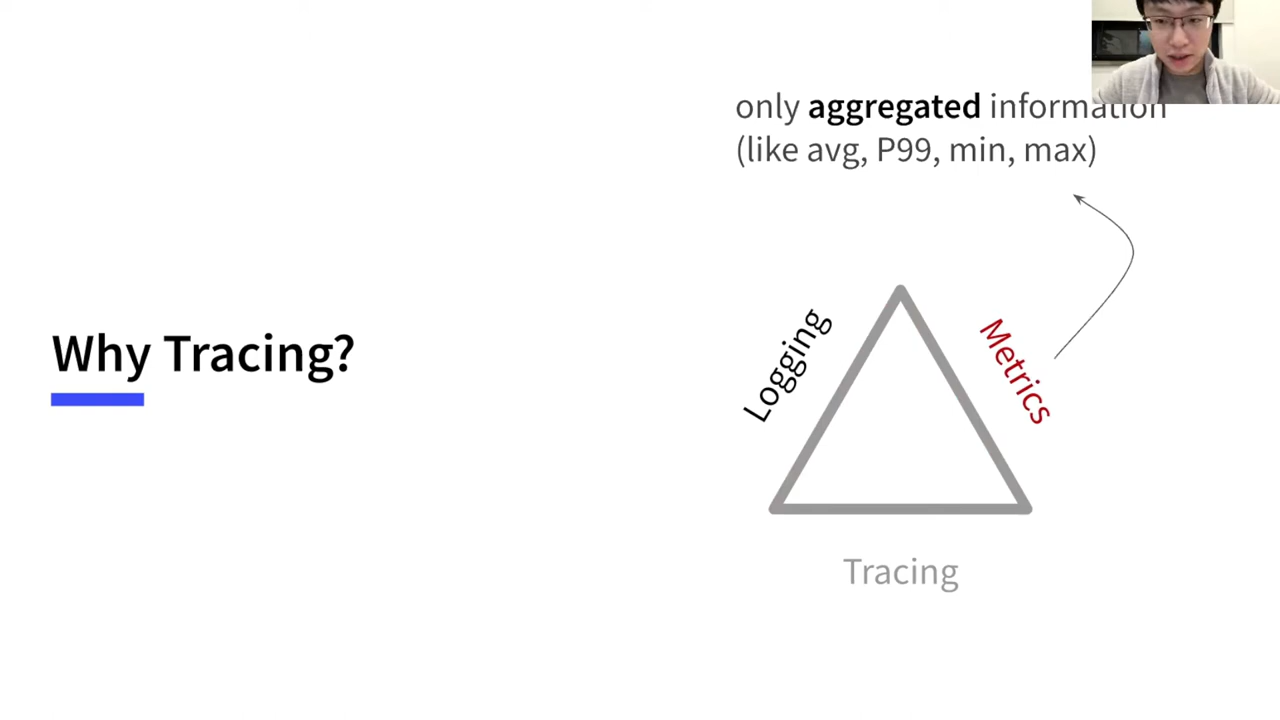 only aggregated information
(like avg, P99, min, max)
Why Tracing?
Logging
Metrics
Tracing